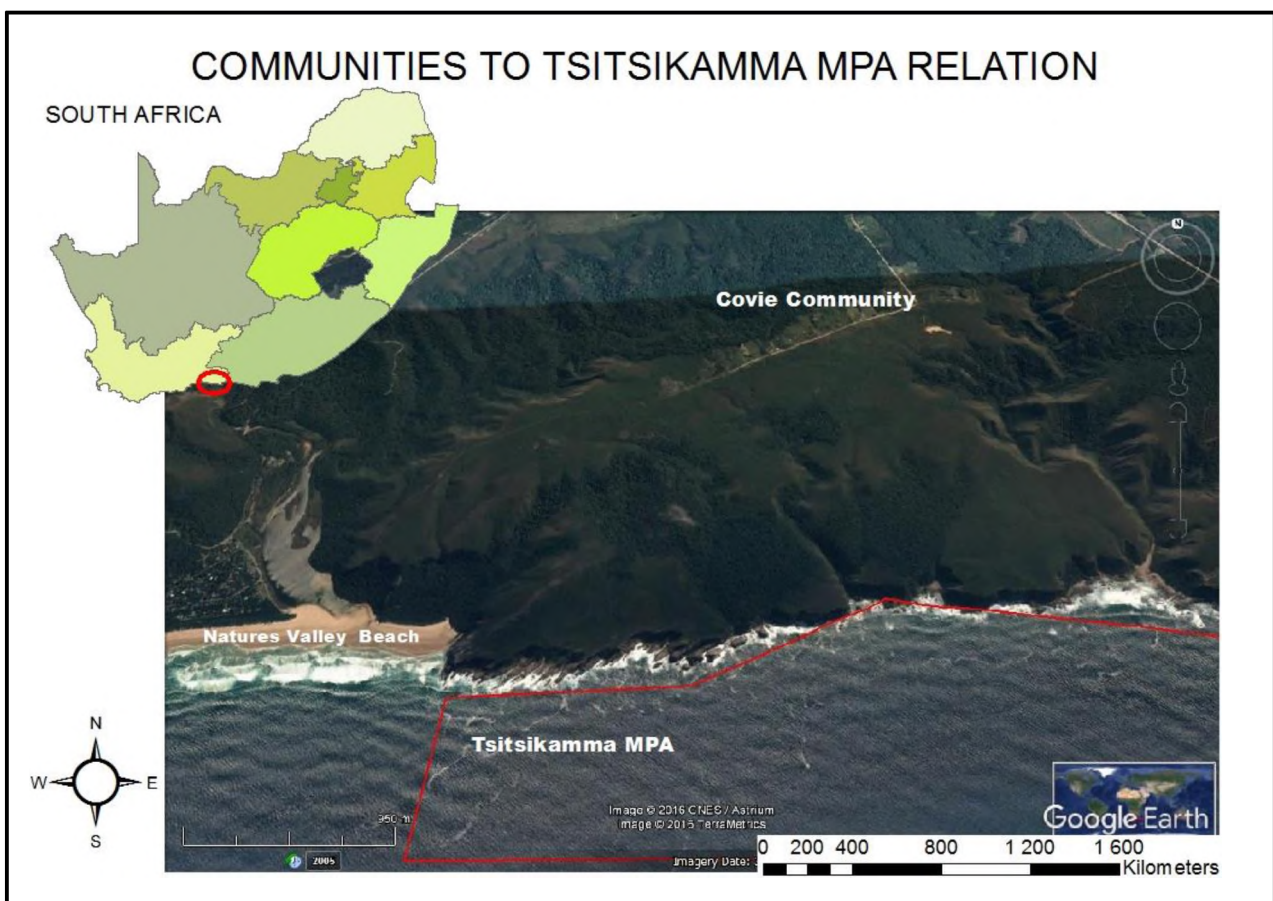 COMMUNITIES TO TSITSIKAMMA MPA RELATION
SOUTH AFRICA
N
Covie Community
Natures Valley Beach
Tsitsikamma MPA
N
W E
S
950 m
Image © 2016 CNES / Astrium
Image © 2016 TerraMetrics
Google Earth
2005
Imagery Date:
0 200 400 800 1 200 1 600
Kilometers